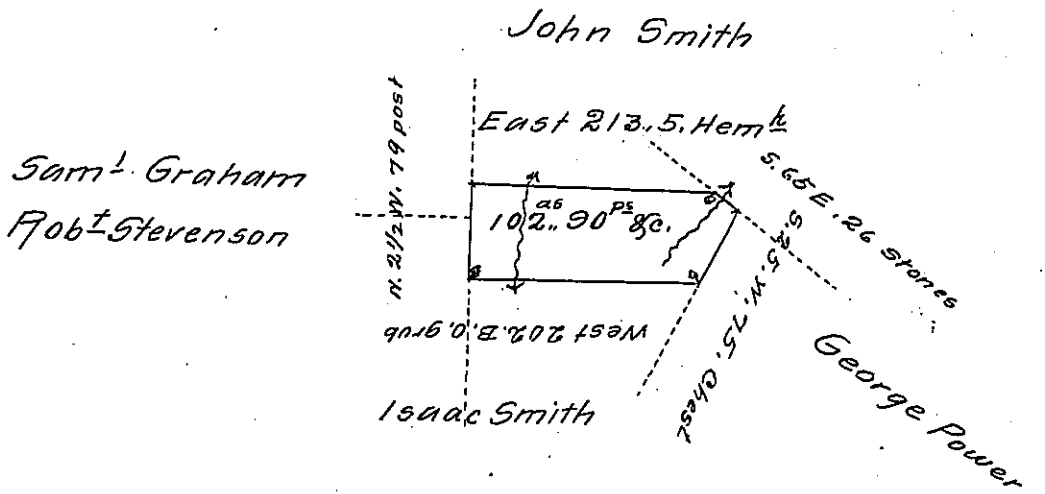 John Smith
East 213.5. Hem<u>k</u>
N. 2 1/2 W. 79 post
Sam<u>l</u>. Graham
Rob<u>t</u> Stevenson
102.. 90 &c.
as ps
S. 65 E. 26 stones
S. 25. W. 75. Chest
West 202. B. O. grub
Isaac Smith
George Power